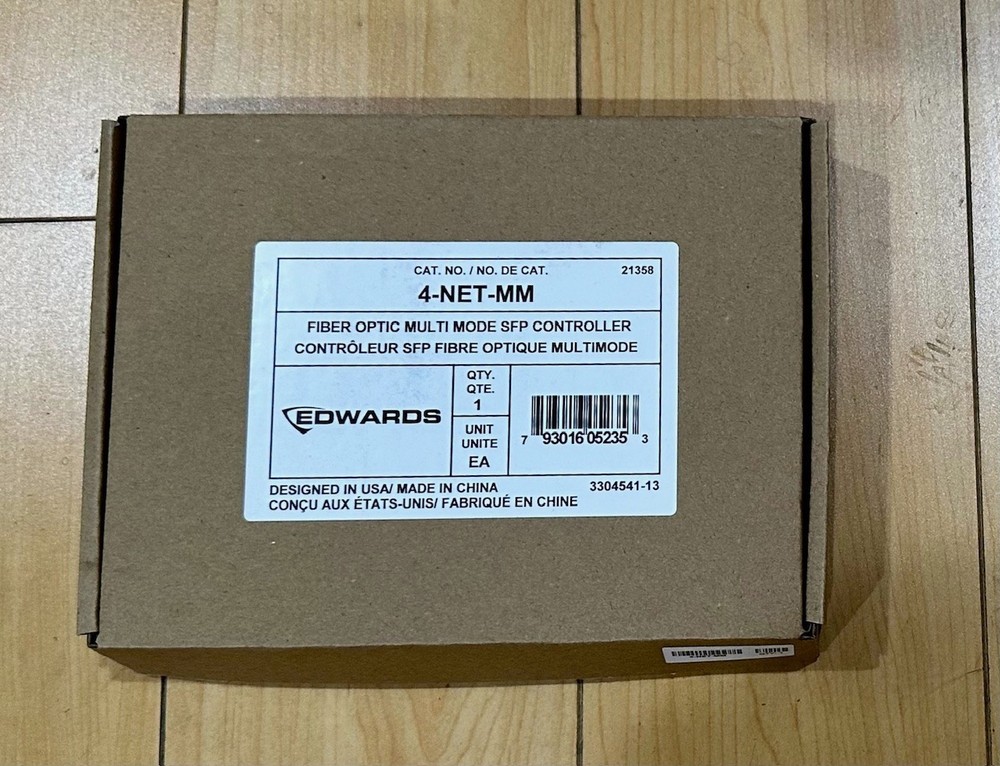 CAT. NO. / NO. DE CAT. 21358
4-NET-MM
FIBER OPTIC MULTI MODE SFP CONTROLLER
CONTRÔLEUR SFP FIBRE OPTIQUE MULTIMODE
EDWARDS
QTY.
QTE.
1
UNIT
UNITE
EA
7 93016 05235 3
DESIGNED IN USA/ MADE IN CHINA 3304541-13
CONÇU AUX ÉTATS-UNIS/ FABRIQUÉ EN CHINE